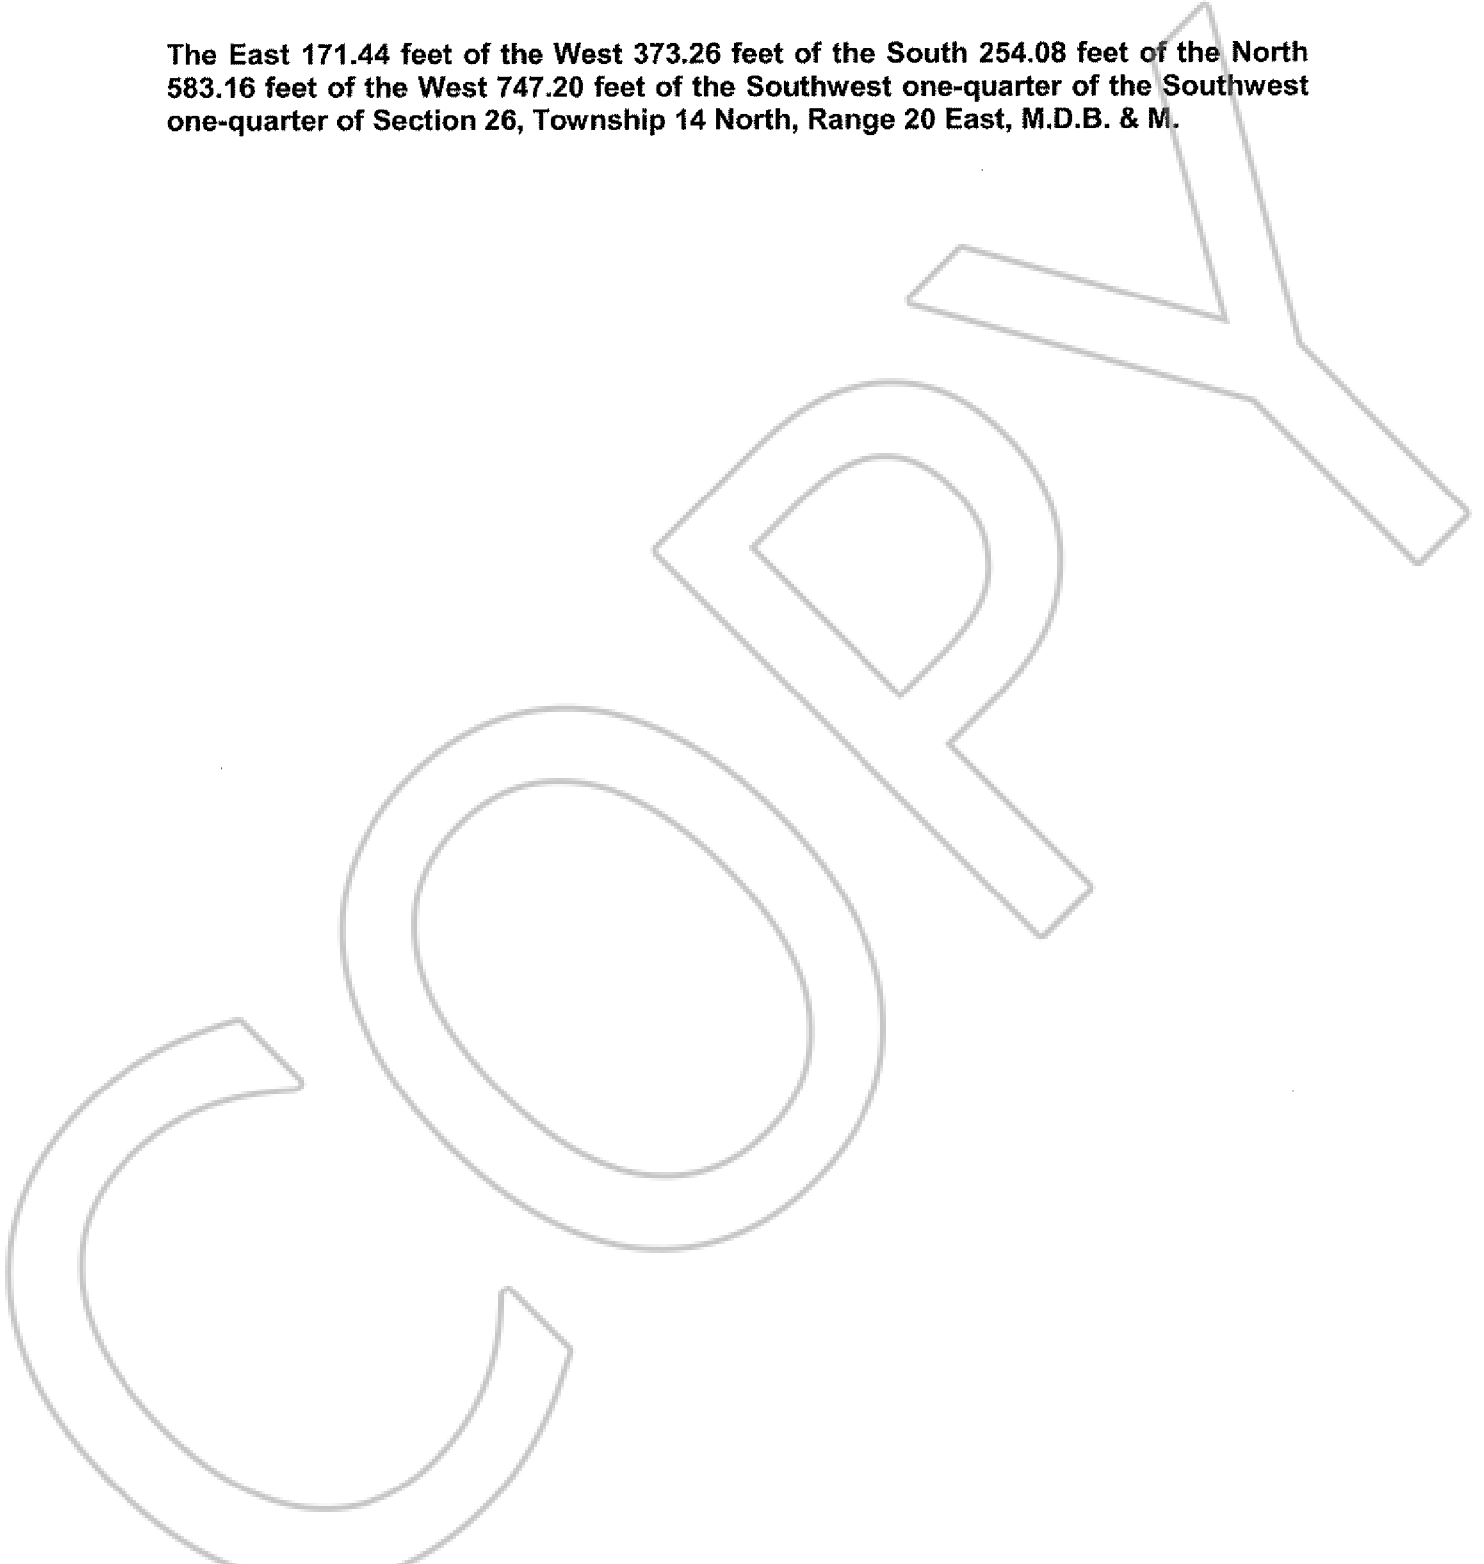 The East 171.44 feet of the West 373.26 feet of the South 254.08 feet of the North
583.16 feet of the West 747.20 feet of the Southwest one-quarter of the Southwest
one-quarter of Section 26, Township 14 North, Range 20 East, M.D.B. & M.
COPY